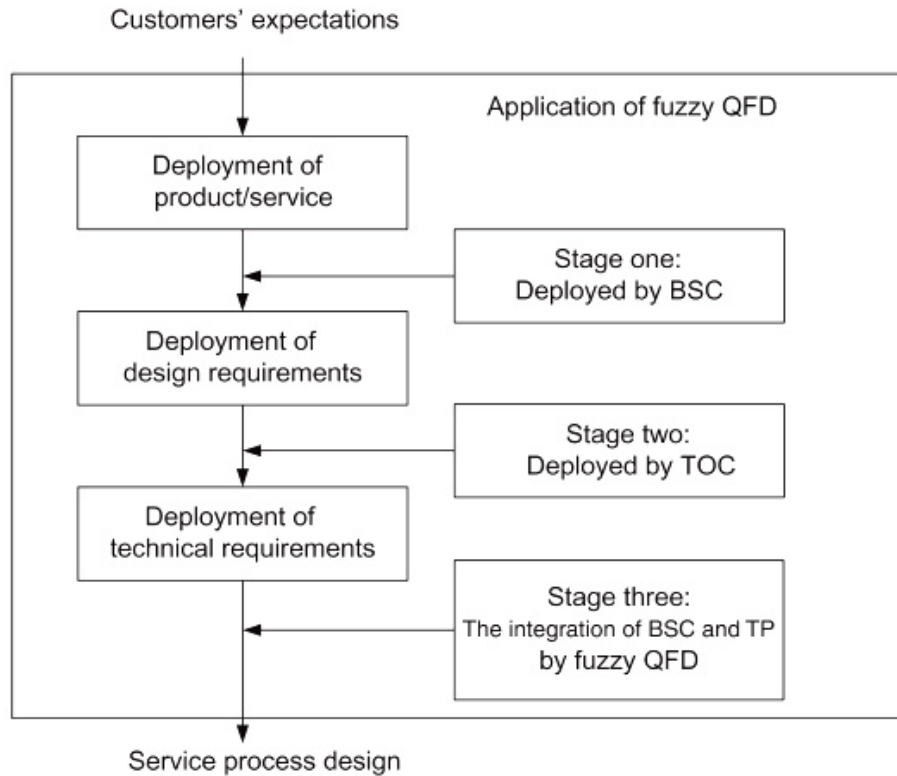 Customers’ expectations
Application of fuzzy QFD
Deployment of
product/service
Stage one:
Deployed by BSC
Deployment of
design requirements
Stage two:
Deployed by TOC
Deployment of
technical requirements
Stage three:
The integration of BSC and TP
by fuzzy QFD
Service process design